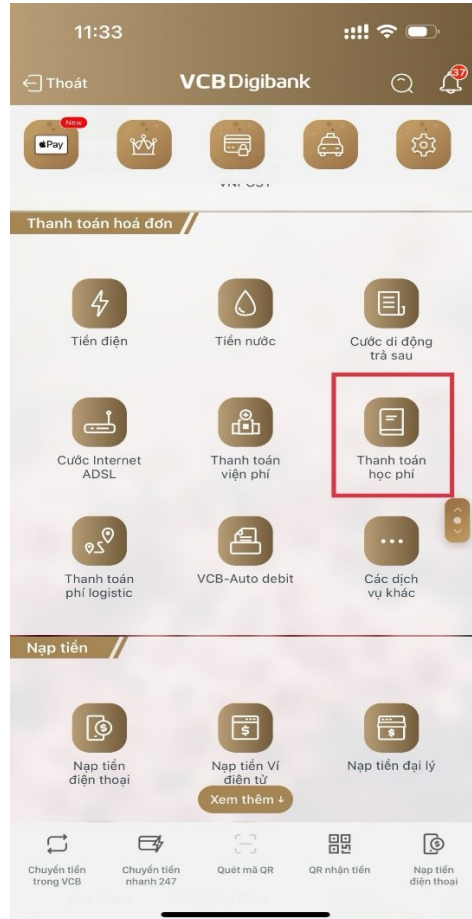 11:33
Thoát
VCB Digibank
37
New
Pay
VNPOST
Thanh toán hoá đơn
Tiền điện
Tiền nước
Cước di động
trả sau
Cước Internet
ADSL
Thanh toán
viện phí
Thanh toán
học phí
Thanh toán
phí logistic
VCB-Auto debit
Các dịch
vụ khác
Nạp tiền
Nạp tiền
điện thoại
Nạp tiền Ví
điện tử
Nạp tiền đại lý
Xem thêm ↓
Chuyển tiền
trong VCB
Chuyển tiền
nhanh 247
Quét mã QR
QR nhận tiền
Nạp tiền
điện thoại